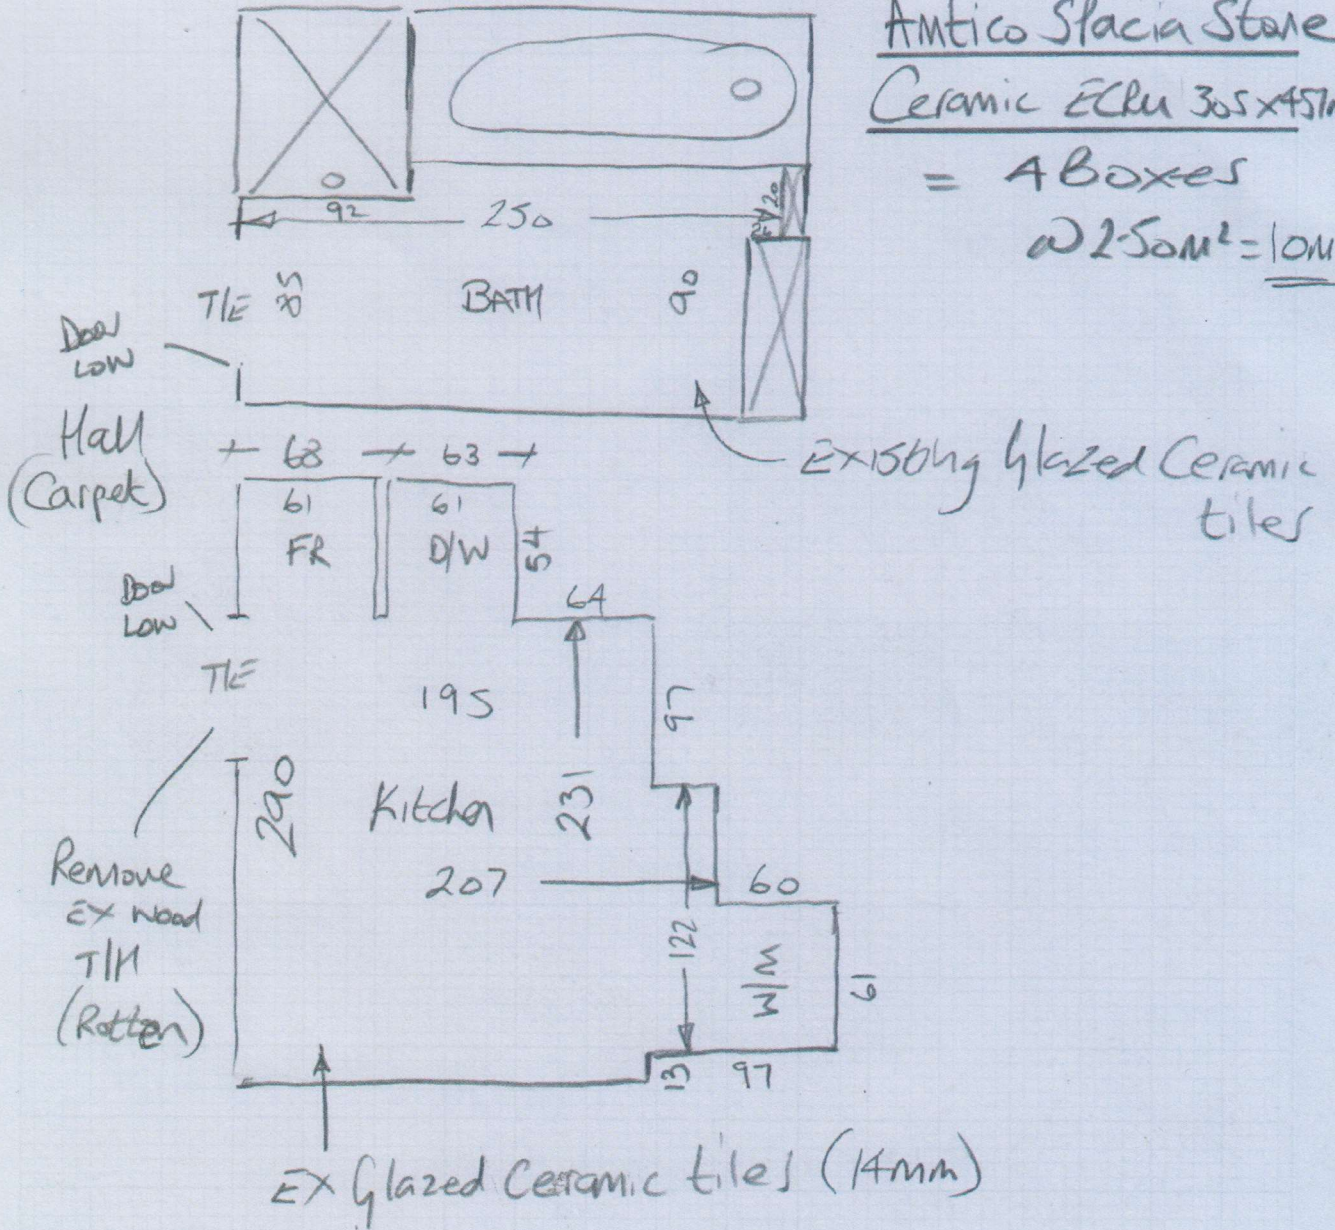 Amtico Spacia Stone
Ceramic ECRU 305x457
= 4 Boxes
@ 2.50m² = 10m
92
250
20
T/E
85
BATH
90
Door
Low
Hall
(Carpet)
68
63
61
FR
61
D/W
54
Existing Glazed Ceramic
tiles
Door
Low
64
T/E
195
97
290
Kitchen
231
207
60
122
W/M
61
Remove
EX Wood
T/H
(Rotten)
13
97
EX Glazed Ceramic tiles (14mm)